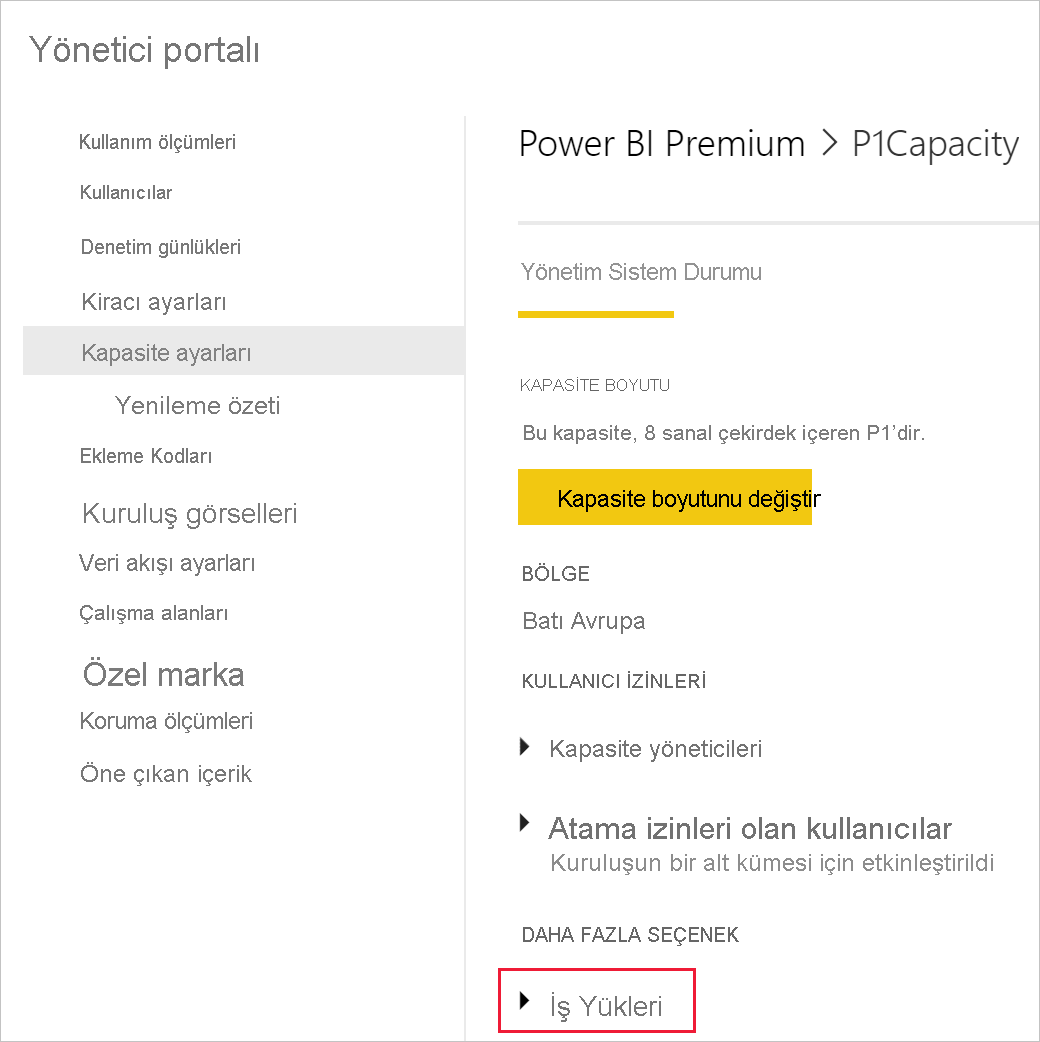 Yönetici portalı
Kullanım ölçümleri
Kullanıcılar
Denetim günlükleri
Kiracı ayarları
Kapasite ayarları
Yenileme özeti
Ekleme Kodları
Kuruluş görselleri
Veri akışı ayarları
Çalışma alanları
Özel marka
Koruma ölçümleri
Öne çıkan içerik
Power BI Premium > P1Capacity
Yönetim Sistem Durumu
KAPASİTE BOYUTU
Bu kapasite, 8 sanal çekirdek içeren P1’dir.
Kapasite boyutunu değiştir
BÖLGE
Batı Avrupa
KULLANICI İZİNLERİ
Kapasite yöneticileri
Atama izinleri olan kullanıcılar
Kuruluşun bir alt kümesi için etkinleştirildi
DAHA FAZLA SEÇENEK
İş Yükleri